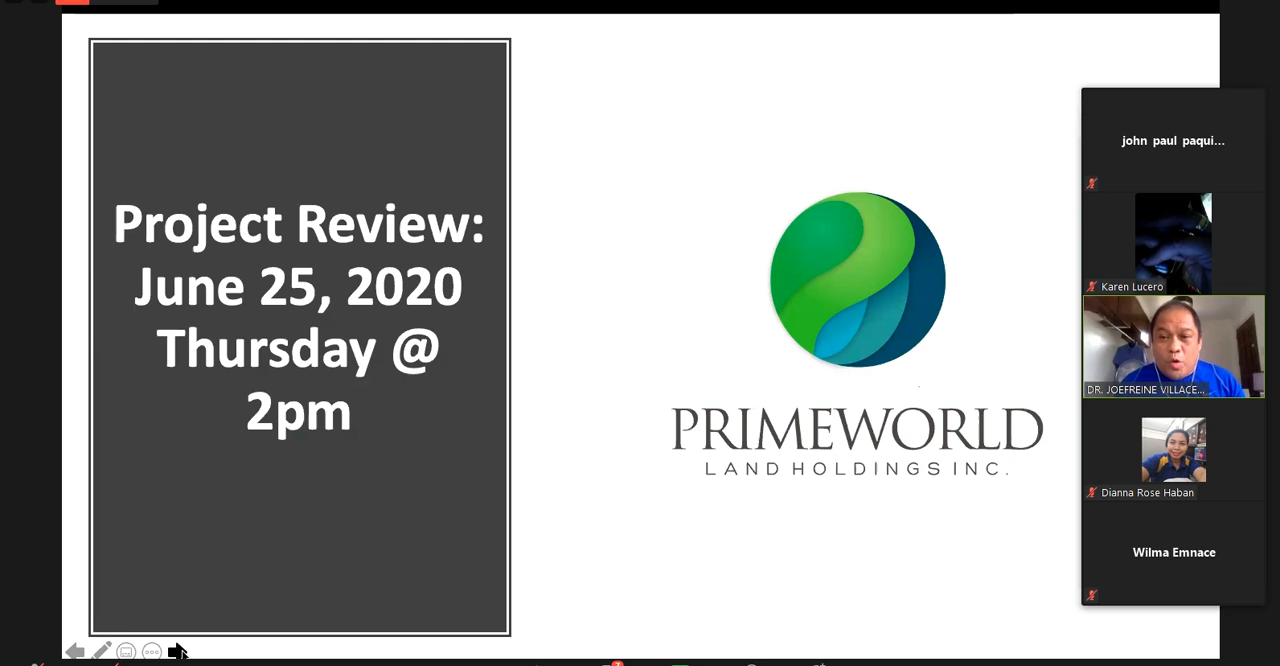 Project Review:
June 25, 2020
Thursday @
2pm
PRIMEWORLD
LAND HOLDINGS INC.
john paul paqui...
Karen Lucero
DR. JOEFREINE VILLACE...
Dianna Rose Haban
Wilma Emnace